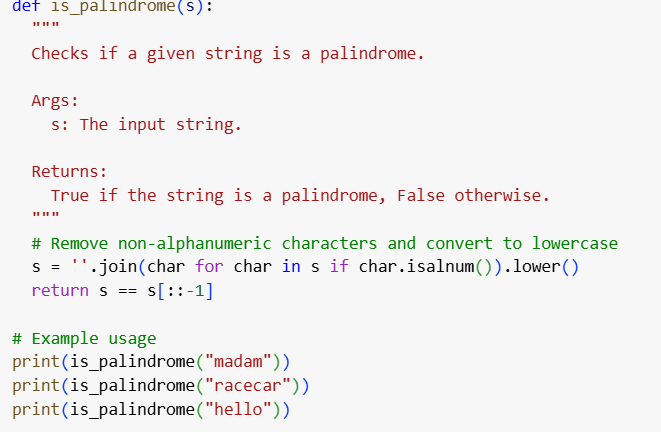 def is_palindrome(s):
"""
Checks if a given string is a palindrome.
Args:
s: The input string.
Returns:
True if the string is a palindrome, False otherwise.
"""
# Remove non-alphanumeric characters and convert to lowercase
s = ''.join(char for char in s if char.isalnum()).lower()
return s == s[::-1]
# Example usage
print(is_palindrome("madam"))
print(is_palindrome("racecar"))
print(is_palindrome("hello"))